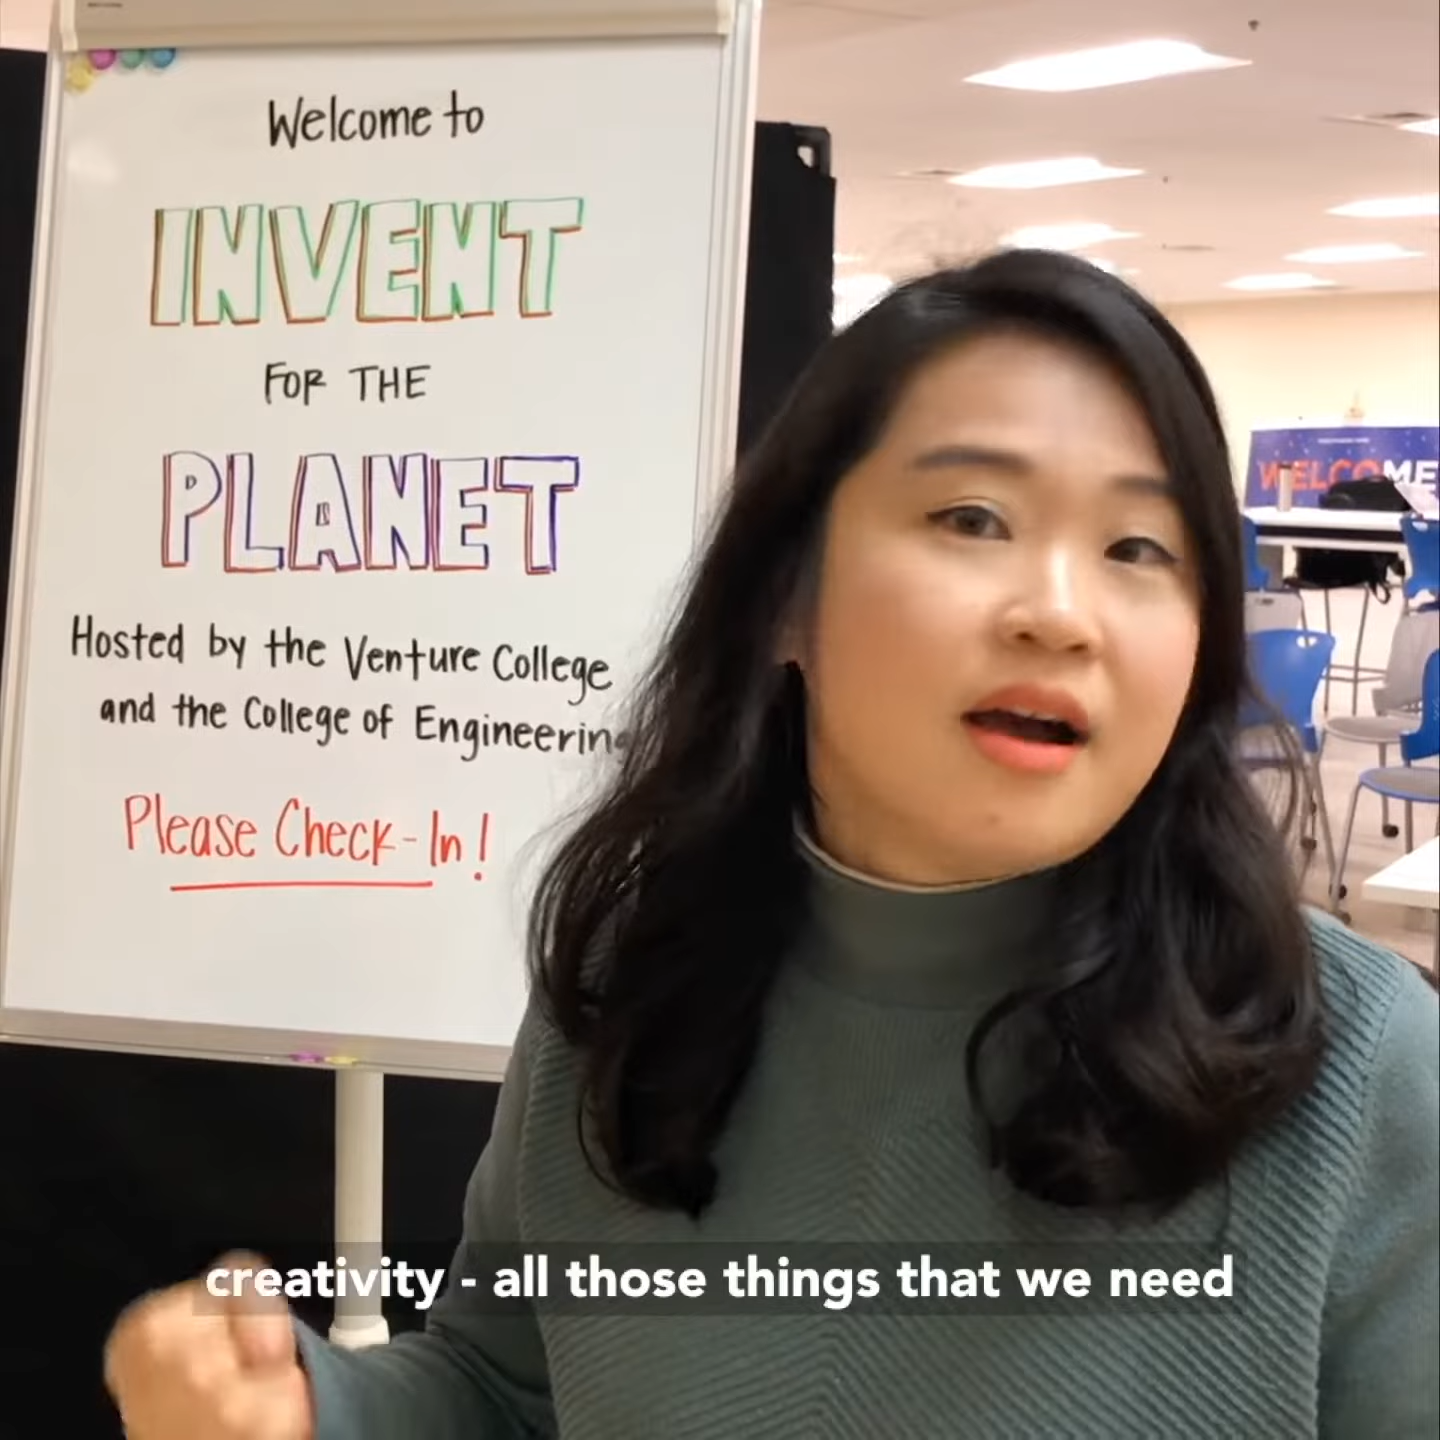 Welcome to
INVENT
FOR THE
PLANET
Hosted by the Venture College
and the College of Engineering
Please Check-In!
WELCOME
creativity - all those things that we need